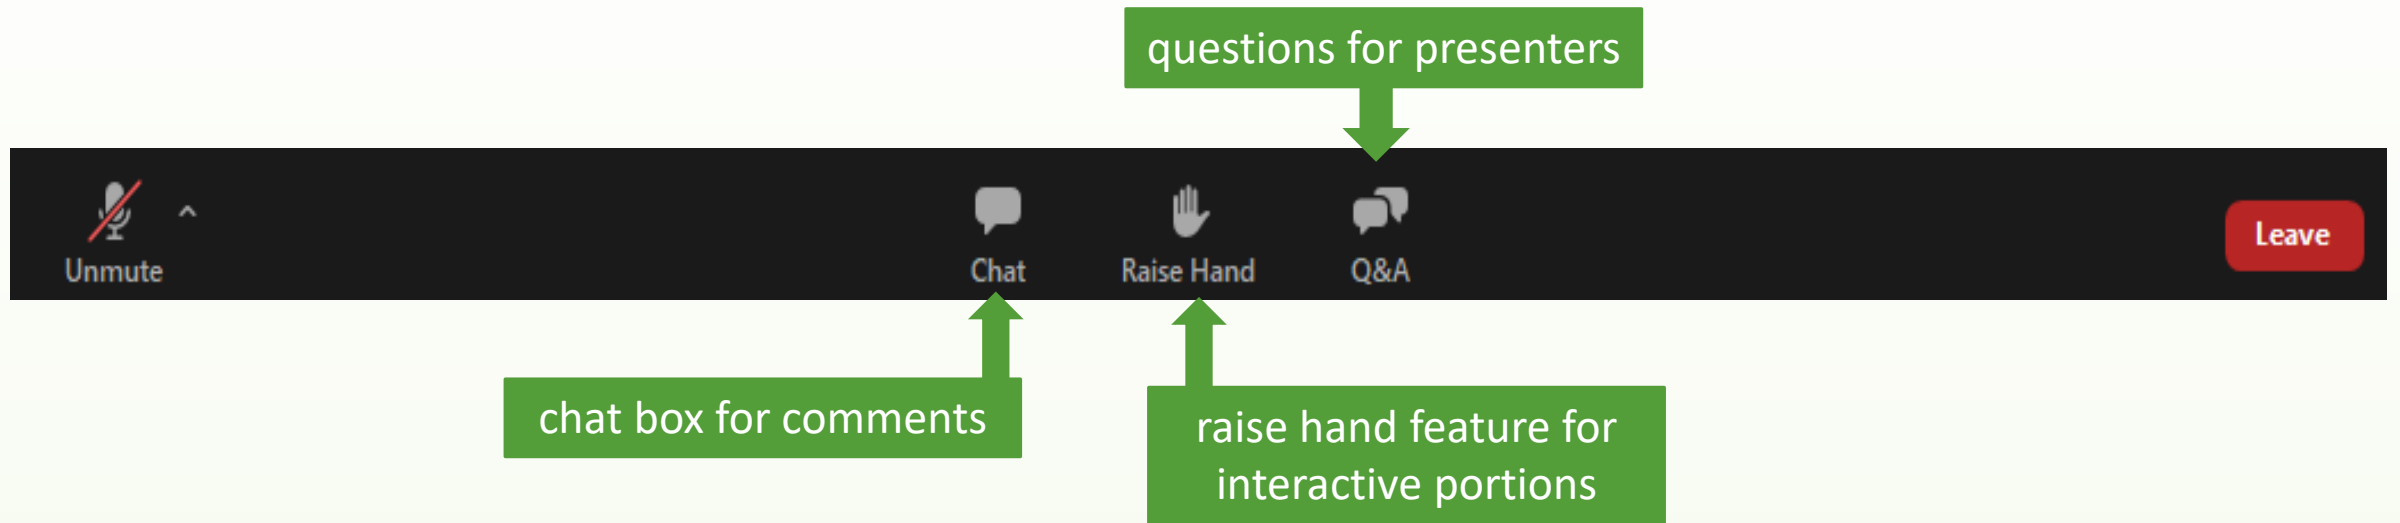 questions for presenters
Unmute
Chat
Raise Hand
Q&A
Leave
chat box for comments
raise hand feature for
interactive portions